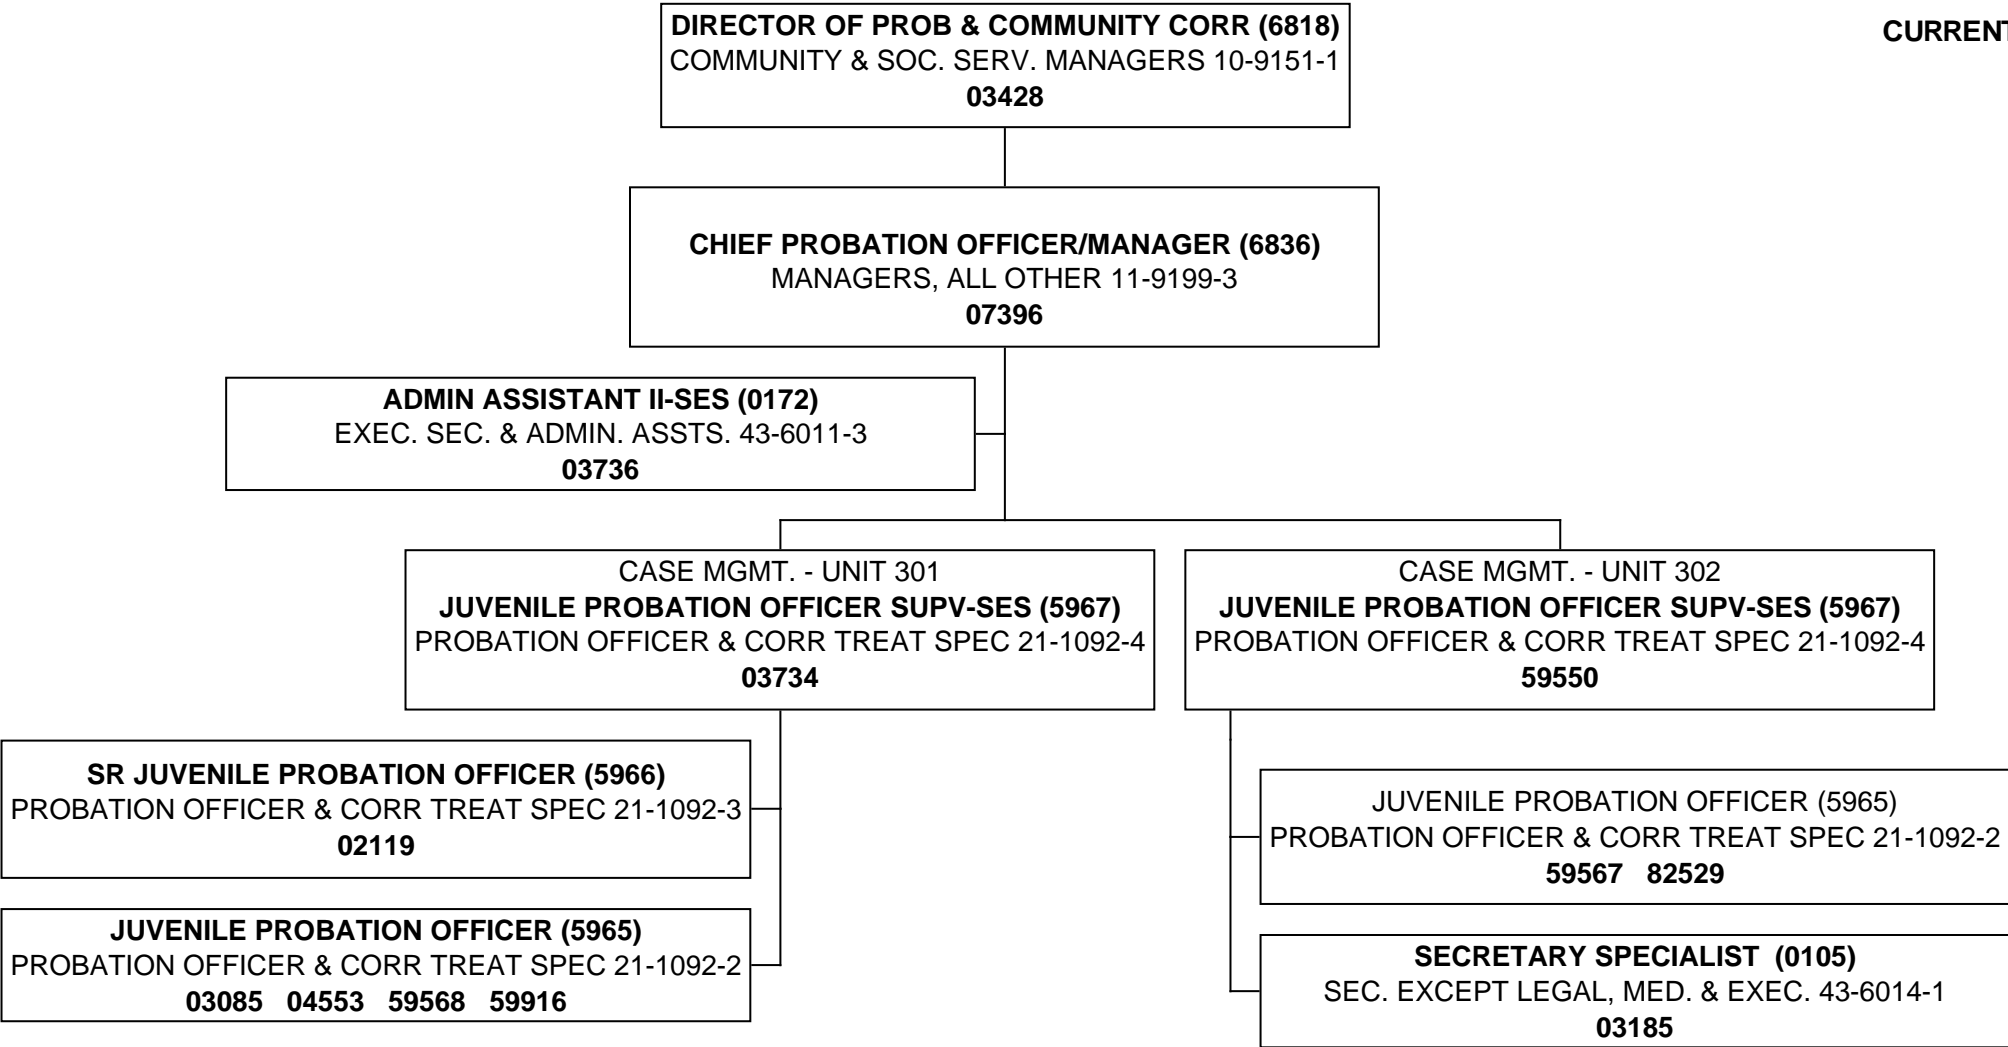 DIRECTOR OF PROB & COMMUNITY CORR (6818)
COMMUNITY & SOC. SERV. MANAGERS 10-9151-1
03428
CURRENT
CHIEF PROBATION OFFICER/MANAGER (6836)
MANAGERS, ALL OTHER 11-9199-3
07396
ADMIN ASSISTANT II-SES (0172)
EXEC. SEC. & ADMIN. ASSTS. 43-6011-3
03736
CASE MGMT. - UNIT 301
JUVENILE PROBATION OFFICER SUPV-SES (5967)
PROBATION OFFICER & CORR TREAT SPEC 21-1092-4
03734
CASE MGMT. - UNIT 302
JUVENILE PROBATION OFFICER SUPV-SES (5967)
PROBATION OFFICER & CORR TREAT SPEC 21-1092-4
59550
SR JUVENILE PROBATION OFFICER (5966)
PROBATION OFFICER & CORR TREAT SPEC 21-1092-3
02119
JUVENILE PROBATION OFFICER (5965)
PROBATION OFFICER & CORR TREAT SPEC 21-1092-2
03085 04553 59568 59916
JUVENILE PROBATION OFFICER (5965)
PROBATION OFFICER & CORR TREAT SPEC 21-1092-2
59567 82529
SECRETARY SPECIALIST (0105)
SEC. EXCEPT LEGAL, MED. & EXEC. 43-6014-1
03185